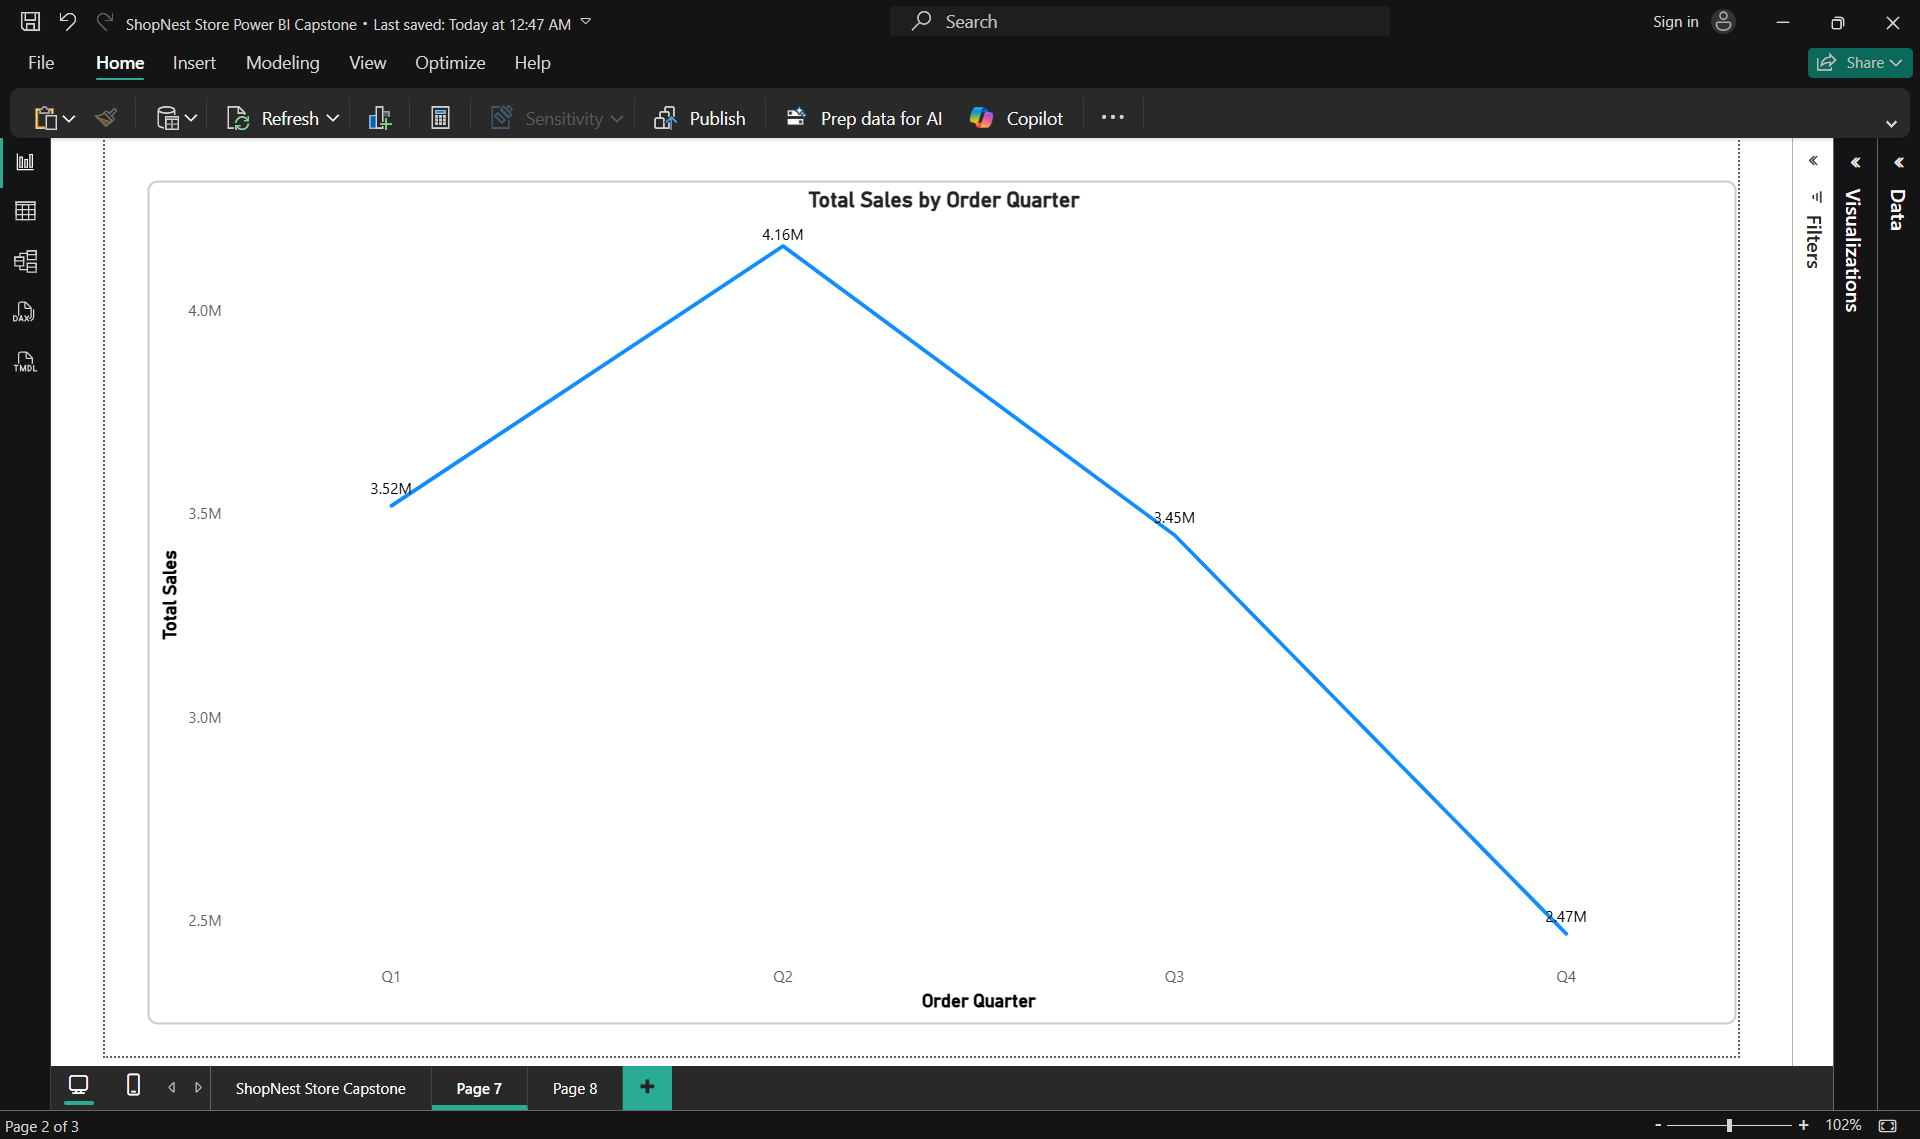 ShopNest Store Power BI Capstone • Last saved: Today at 12:47 AM
Search
Sign in
File Home Insert Modeling View Optimize Help
Share
Refresh
Sensitivity
Publish
Prep data for AI
Copilot
DAX
TMDL
Total Sales by Order Quarter
4.16M
4.0M
3.52M
3.5M
3.45M
3.0M
2.5M
2.47M
Total Sales
Q1 Q2 Q3 Q4
Order Quarter
Filters
Visualizations
Data
ShopNest Store Capstone Page 7 Page 8 +
Page 2 of 3
- + 102%